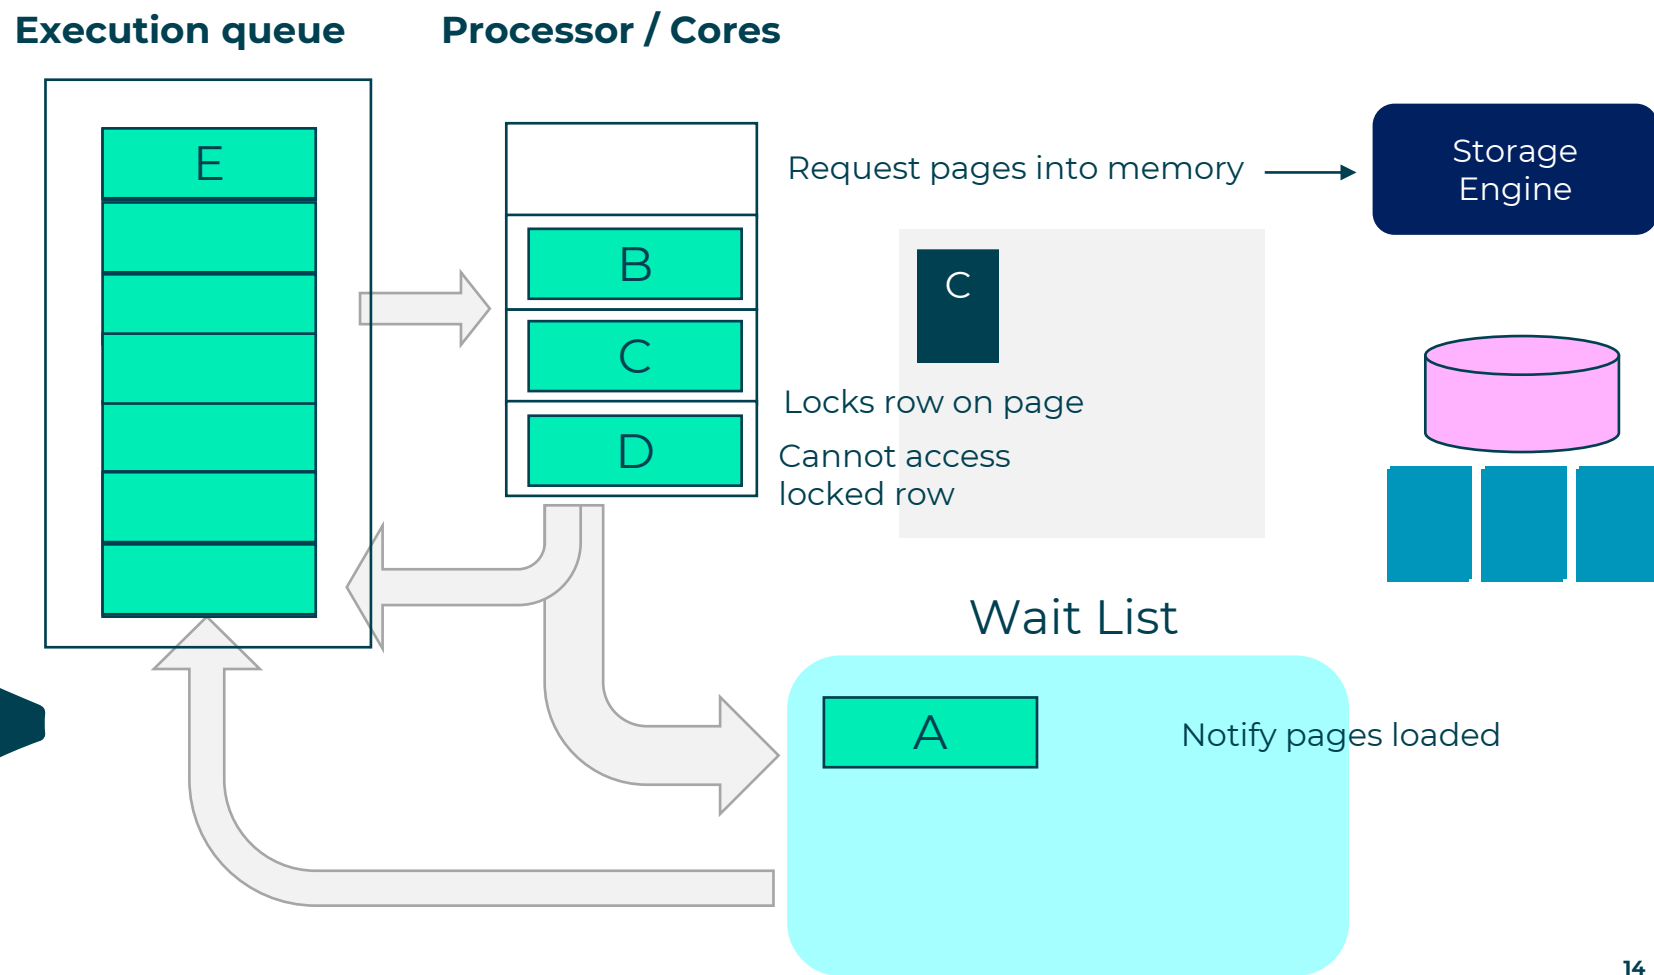 Execution queue
Processor / Cores
E
Request pages into memory
Storage
Engine
B
C
C
Locks row on page
D
Cannot access
locked row
Wait List
A
Notify pages loaded
14